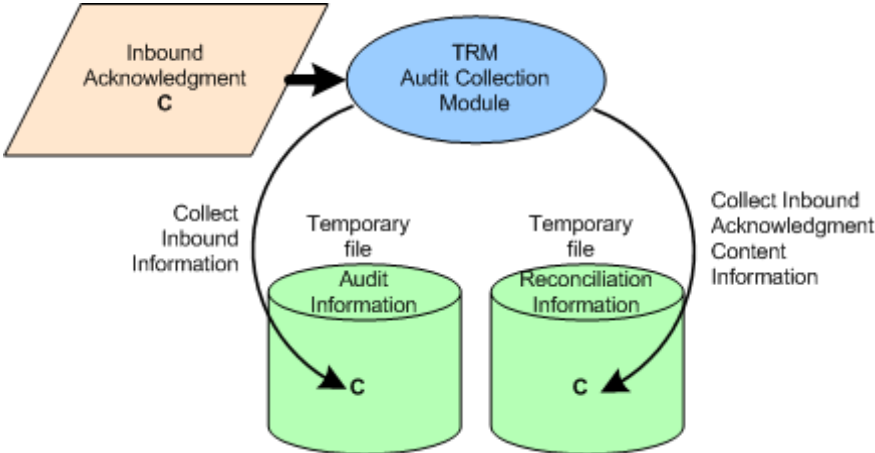 Inbound
Acknowledgment
C
TRM
Audit Collection
Module
Collect
Inbound
Information
Temporary
file
Audit
Information
C
Temporary
file
Reconciliation
Information
C
Collect Inbound
Acknowledgment
Content
Information